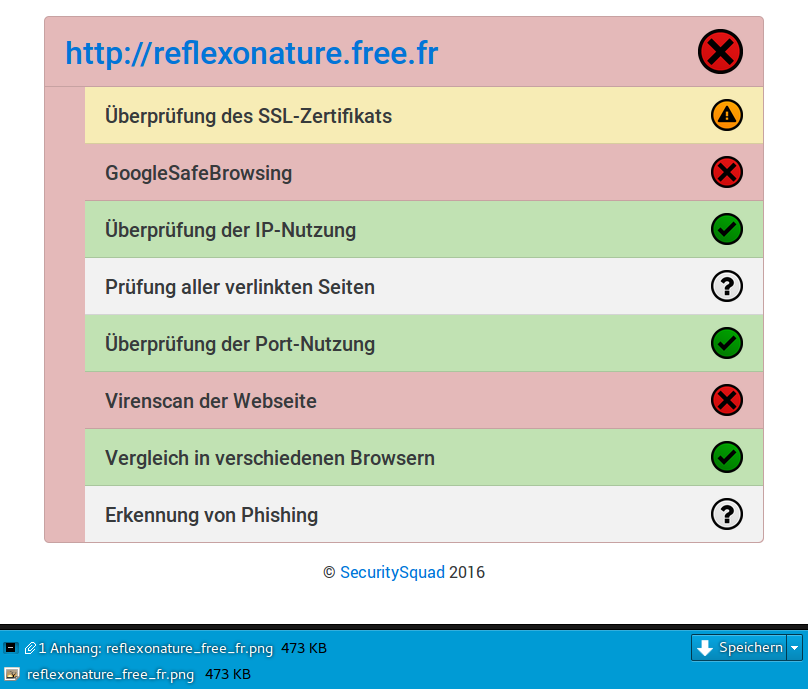 http://reflexonature.free.fr
Überprüfung des SSL-Zertifikats
GoogleSafeBrowsing
Überprüfung der IP-Nutzung
Prüfung aller verlinkten Seiten
Überprüfung der Port-Nutzung
Virenscan der Webseite
Vergleich in verschiedenen Browsern
Erkennung von Phishing
© SecuritySquad 2016
1 Anhang: reflexonature_free_fr.png 473 KB Speichern
reflexonature_free_fr.png 473 KB